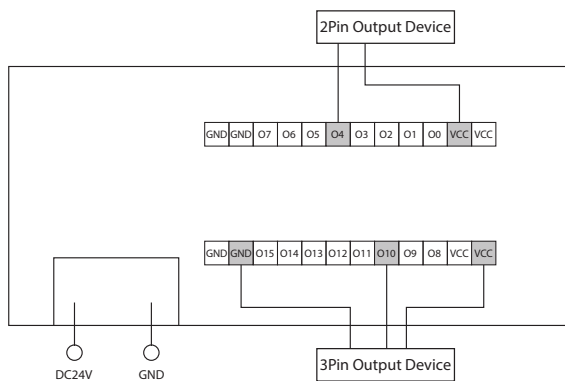 2Pin Output Device
GND GND O7 O6 O5 O4 O3 O2 O1 O0 VCC VCC
GND GND O15 O14 O13 O12 O11 O10 O9 O8 VCC VCC
3Pin Output Device
DC24V GND